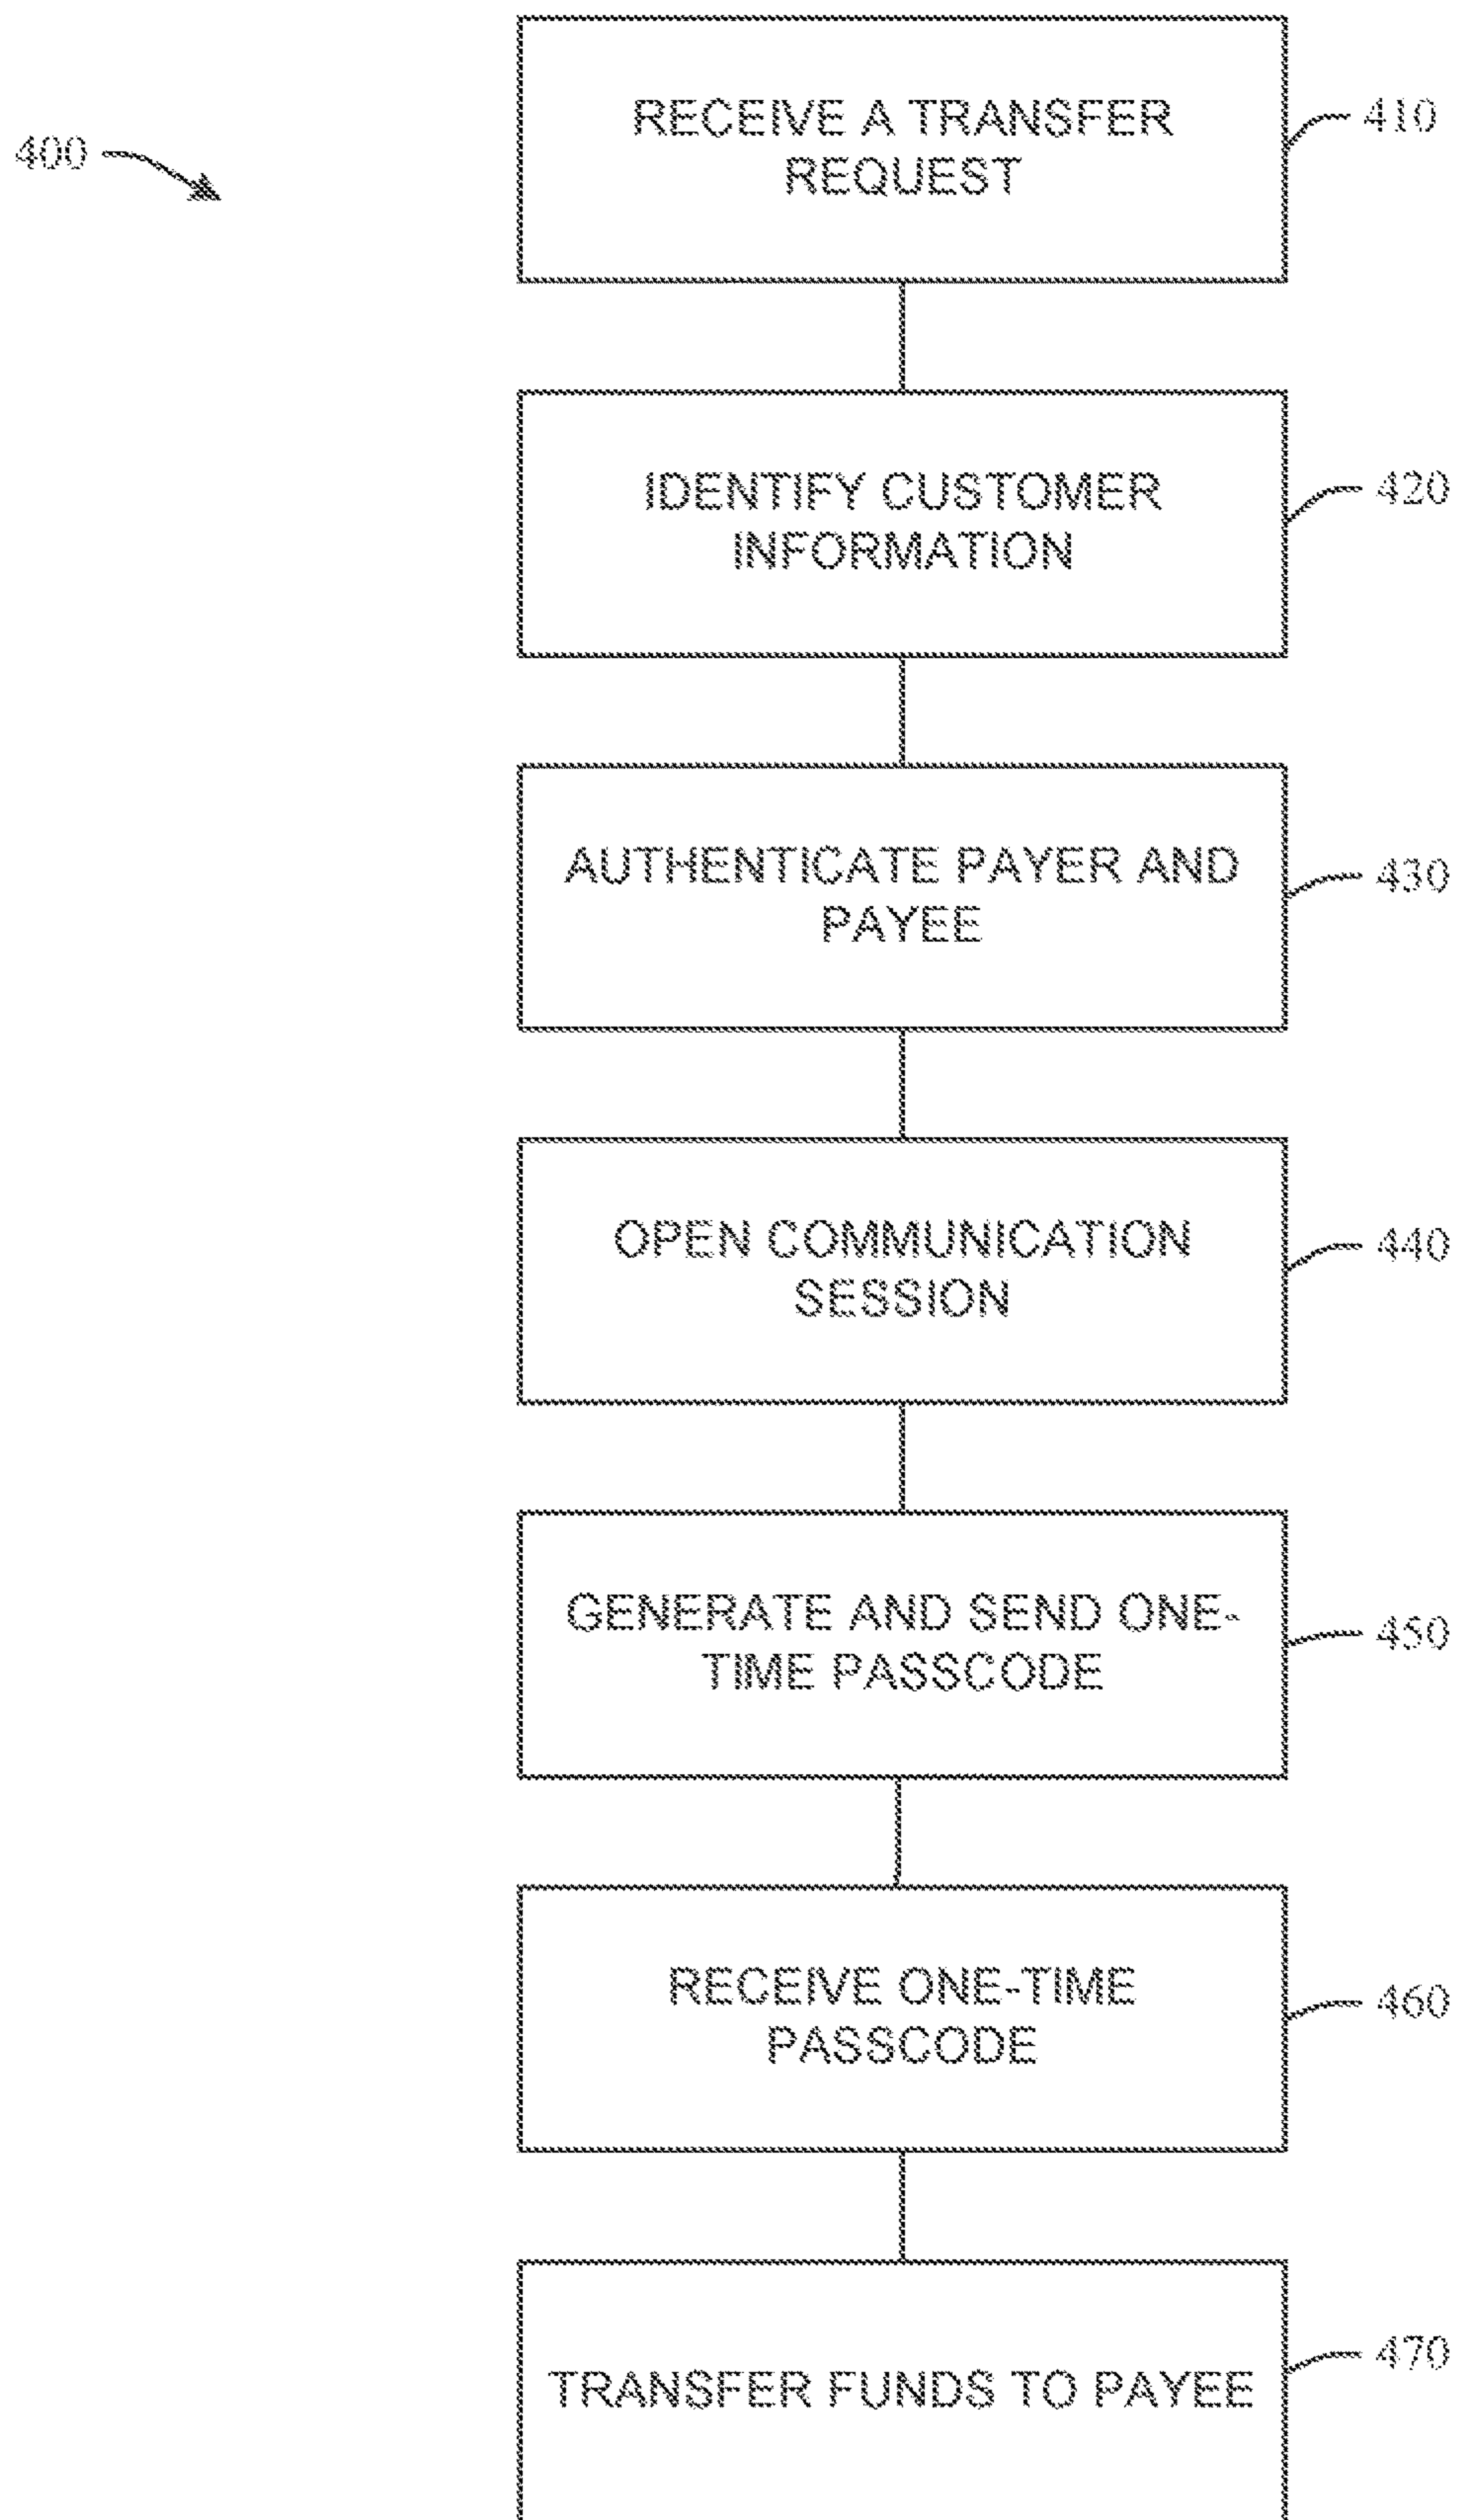 400
RECEIVE A TRANSFER
REQUEST
410
IDENTIFY CUSTOMER
INFORMATION
420
AUTHENTICATE PAYER AND
PAYEE
430
OPEN COMMUNICATION
SESSION
440
GENERATE AND SEND ONE-
TIME PASSCODE
450
RECEIVE ONE-TIME
PASSCODE
460
TRANSFER FUNDS TO PAYEE
470